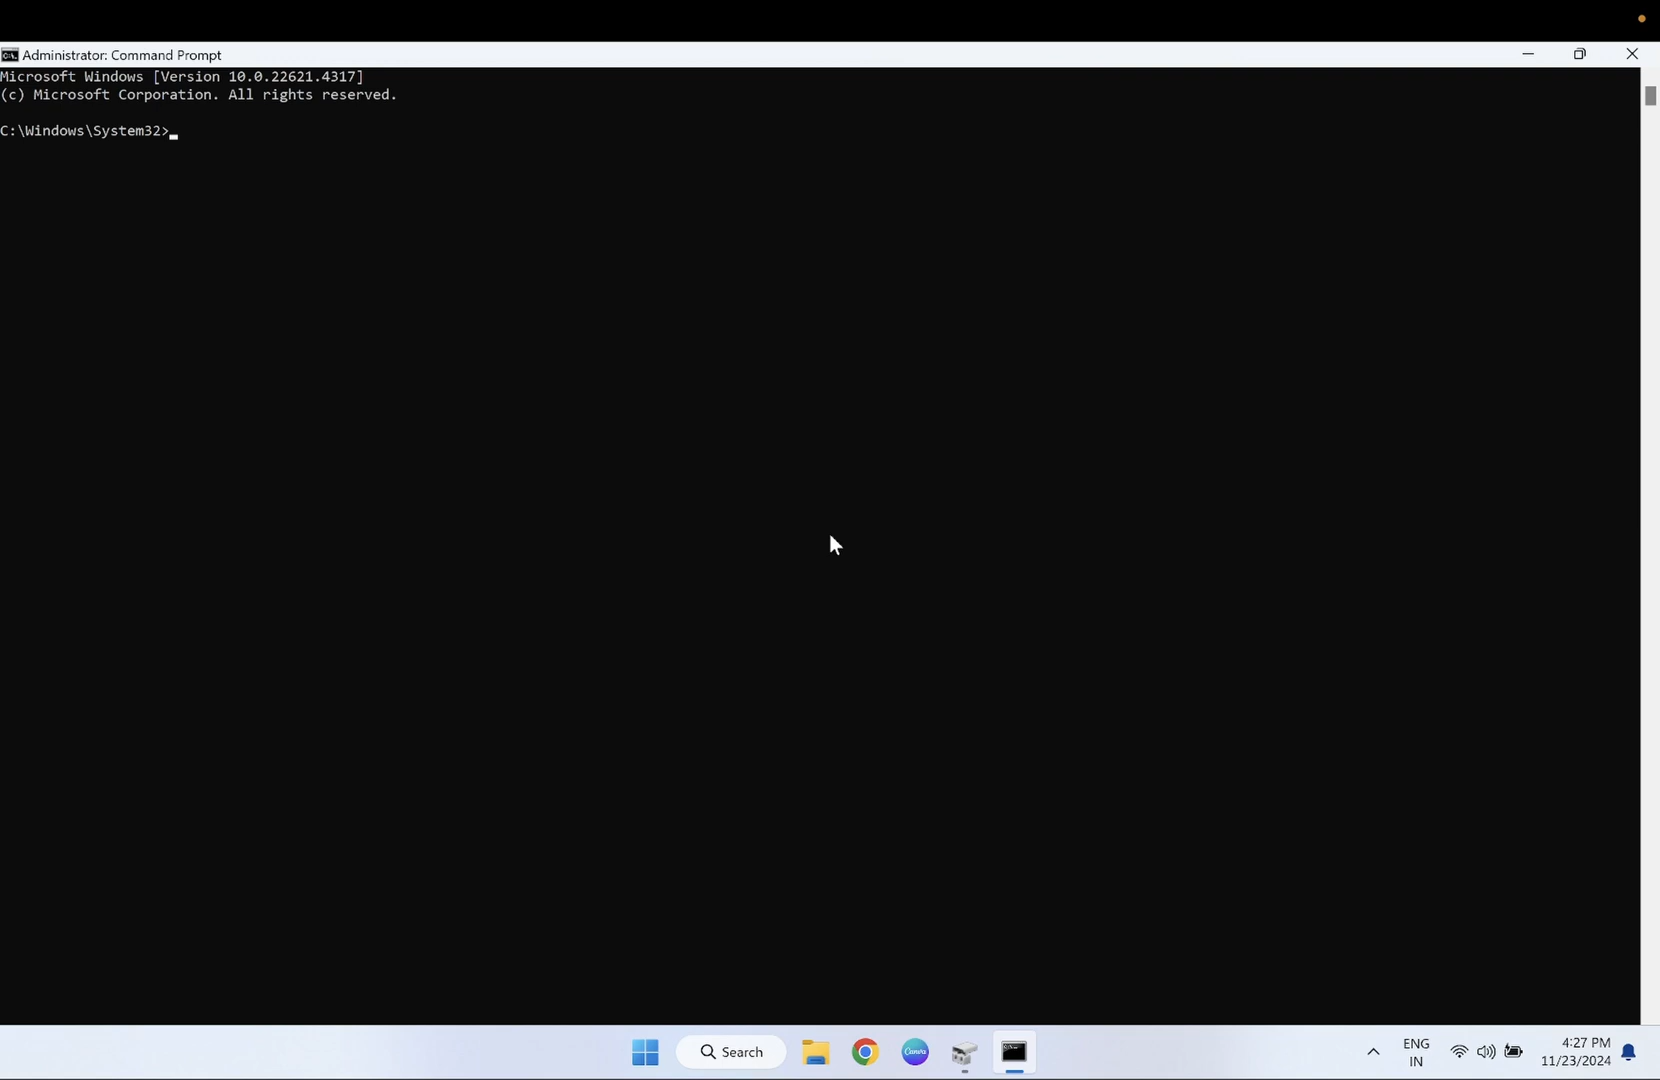 Administrator: Command Prompt
Microsoft Windows [Version 10.0.22621.4317]
(c) Microsoft Corporation. All rights reserved.
C:\Windows\System32>
Search
Canva
ENG
IN
4:27 PM
11/23/2024